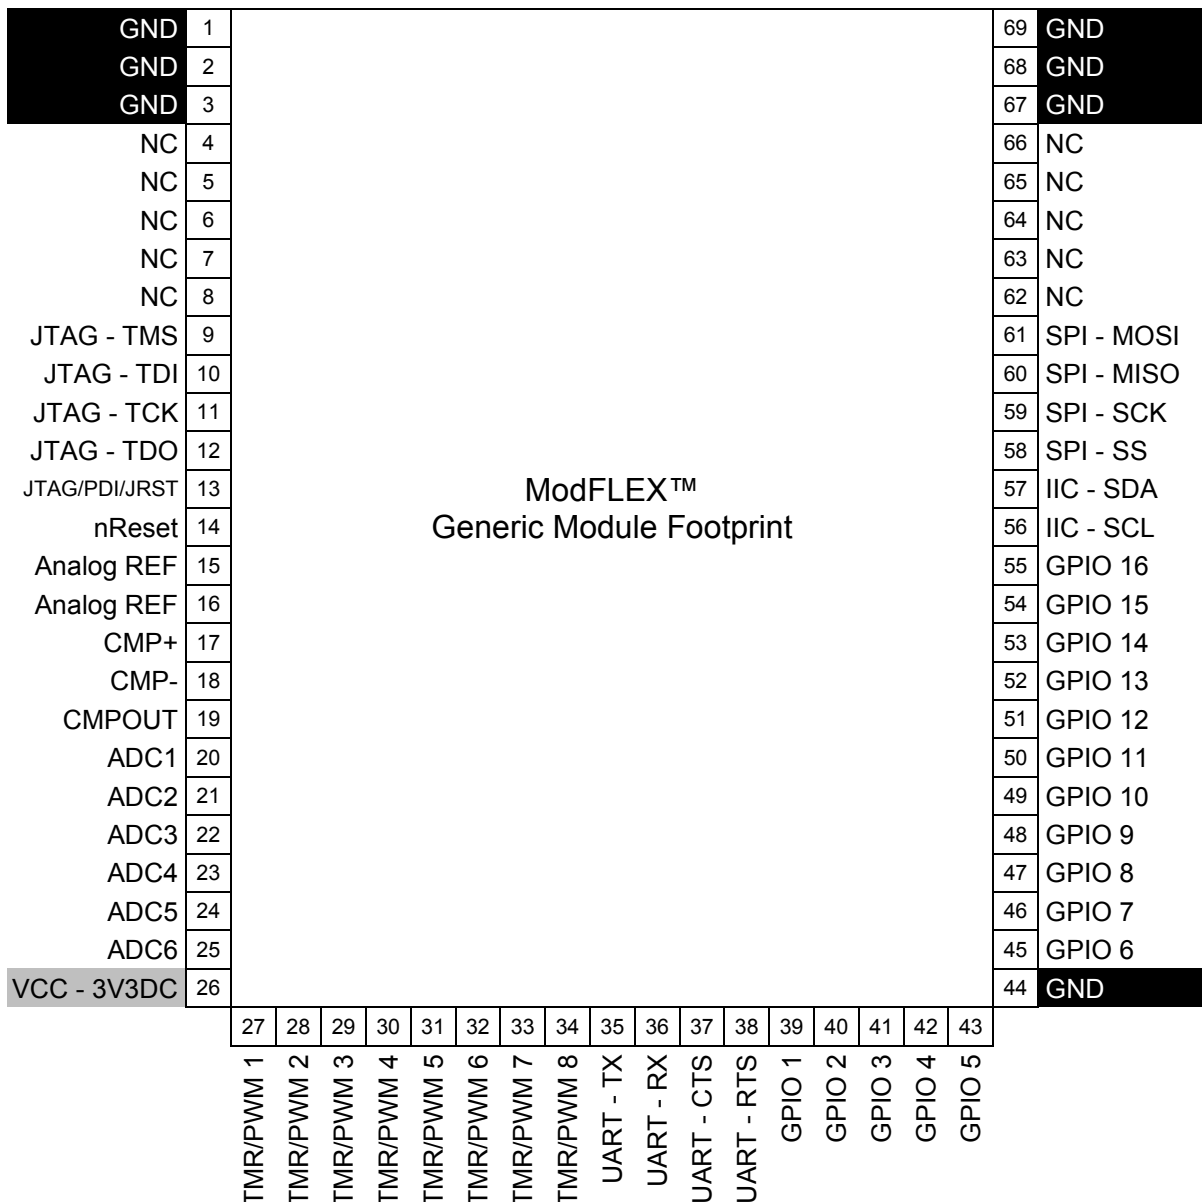 GND 1 69 GND
GND 2 68 GND
GND 3 67 GND
NC 4 66 NC
NC 5 65 NC
NC 6 64 NC
NC 7 63 NC
NC 8 62 NC
JTAG - TMS 9 61 SPI - MOSI
JTAG - TDI 10 60 SPI - MISO
JTAG - TCK 11 59 SPI - SCK
JTAG - TDO 12 58 SPI - SS
JTAG/PDI/JRST 13 ModFLEX™ 57 IIC - SDA
nReset 14 Generic Module Footprint 56 IIC - SCL
Analog REF 15 55 GPIO 16
Analog REF 16 54 GPIO 15
CMP+ 17 53 GPIO 14
CMP- 18 52 GPIO 13
CMPOUT 19 51 GPIO 12
ADC1 20 50 GPIO 11
ADC2 21 49 GPIO 10
ADC3 22 48 GPIO 9
ADC4 23 47 GPIO 8
ADC5 24 46 GPIO 7
ADC6 25 45 GPIO 6
VCC - 3V3DC 26 44 GND
27 28 29 30 31 32 33 34 35 36 37 38 39 40 41 42 43
TMR/PWM 1
TMR/PWM 2
TMR/PWM 3
TMR/PWM 4
TMR/PWM 5
TMR/PWM 6
TMR/PWM 7
TMR/PWM 8
UART - TX
UART - RX
UART - CTS
UART - RTS
GPIO 1
GPIO 2
GPIO 3
GPIO 4
GPIO 5